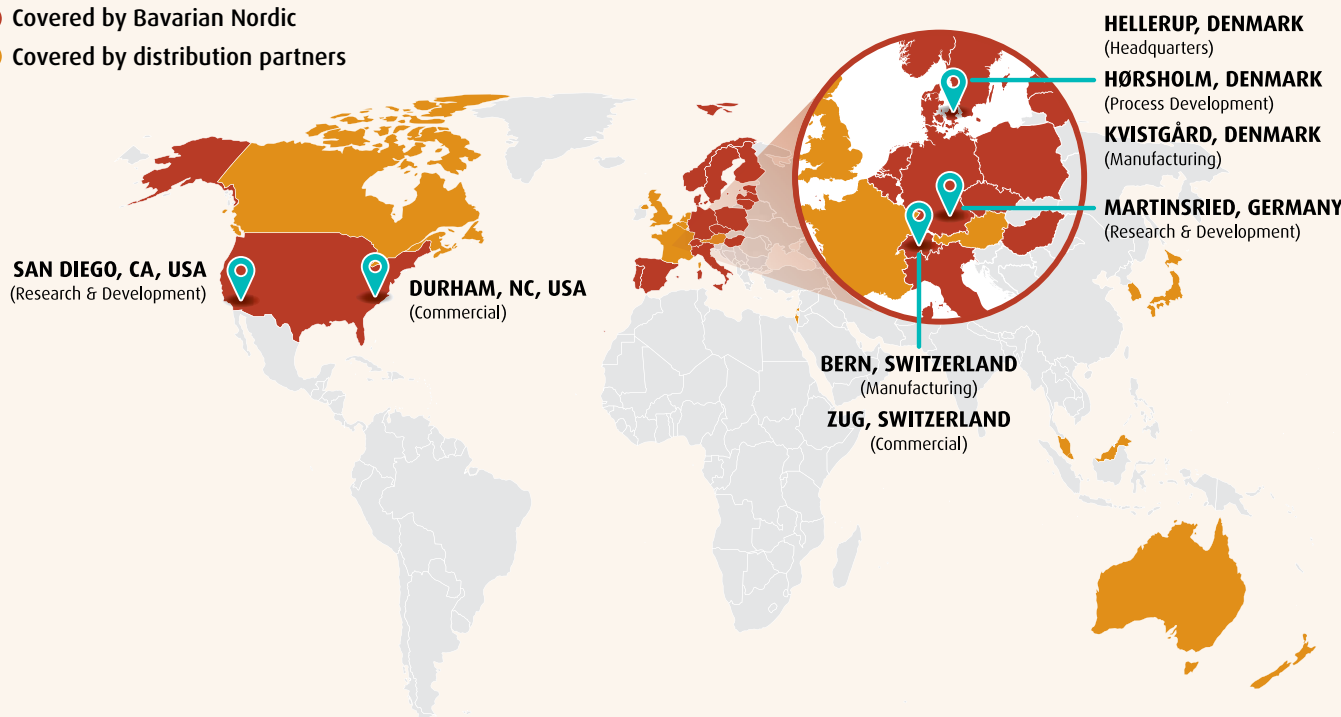 Covered by Bavarian Nordic
Covered by distribution partners
HELLERUP, DENMARK
(Headquarters)
HØRSHOLM, DENMARK
(Process Development)
KVISTGÅRD, DENMARK
(Manufacturing)
MARTINSRIED, GERMANY
(Research & Development)
SAN DIEGO, CA, USA
(Research & Development)
DURHAM, NC, USA
(Commercial)
BERN, SWITZERLAND
(Manufacturing)
ZUG, SWITZERLAND
(Commercial)